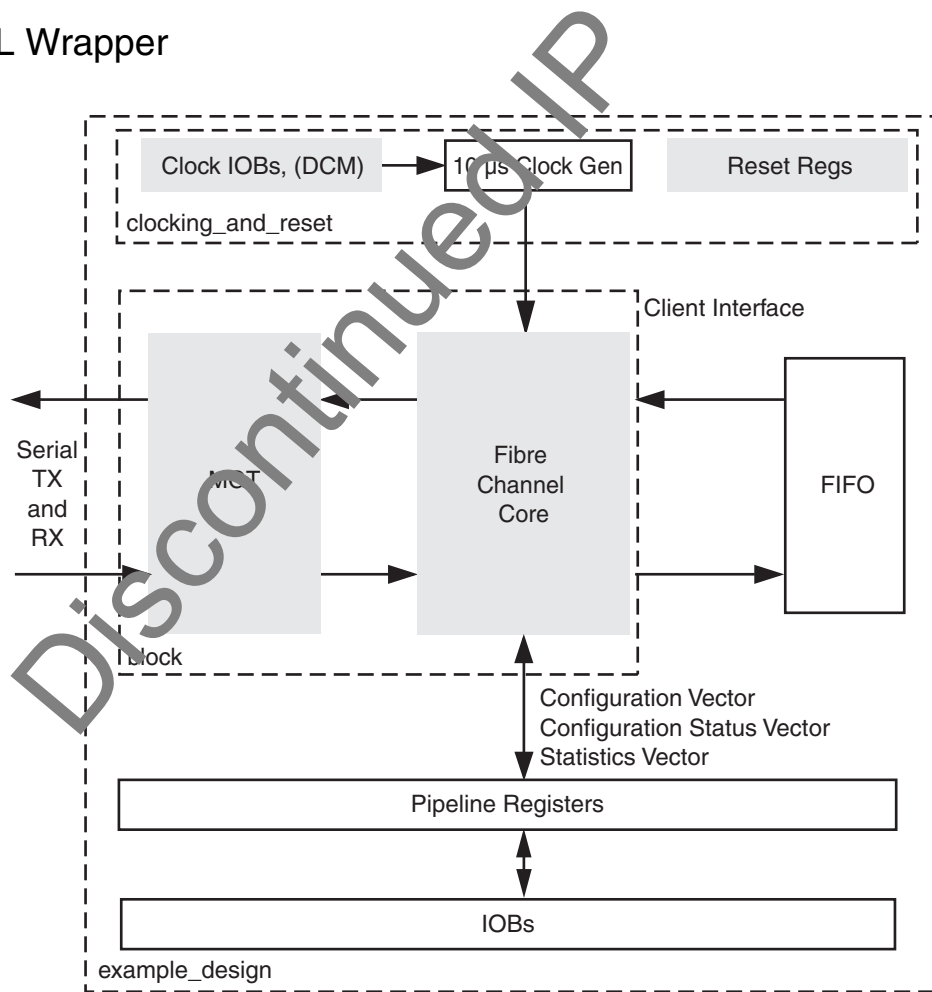 L Wrapper
Clock IOBs, (DCM)
10 µs Clock Gen
Reset Regs
clocking_and_reset
Client Interface
Serial
TX
and
RX
MGT
Fibre
Channel
Core
FIFO
block
Configuration Vector
Configuration Status Vector
Statistics Vector
Pipeline Registers
IOBs
example_design
Discontinued IP